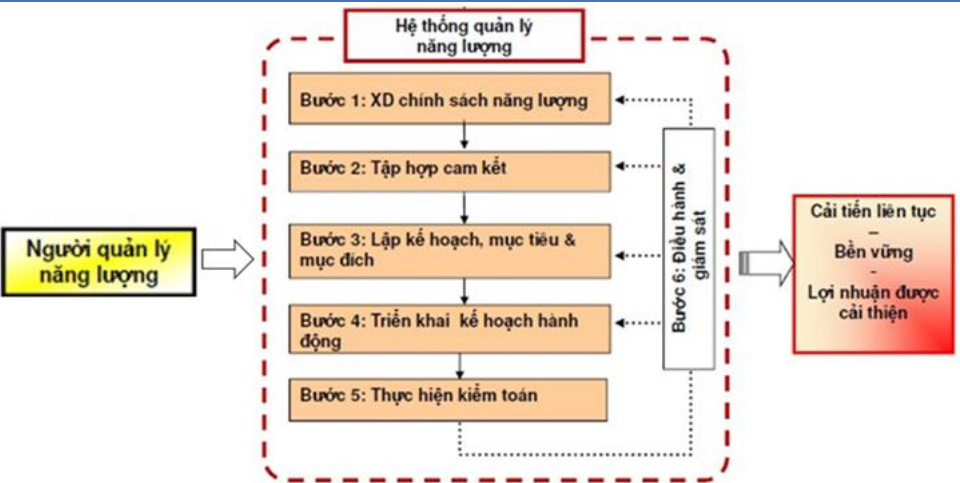 Hệ thống quản lý
năng lượng
Bước 1: XD chính sách năng lượng
Bước 2: Tập hợp cam kết
Bước 3: Lập kế hoạch, mục tiêu &
mục đích
Bước 4: Triển khai kế hoạch hành
động
Bước 5: Thực hiện kiểm toán
Bước 6: Điều hành &
giám sát
Người quản lý
năng lượng
Cải tiến liên tục
–
Bền vững
-
Lợi nhuận được
cải thiện